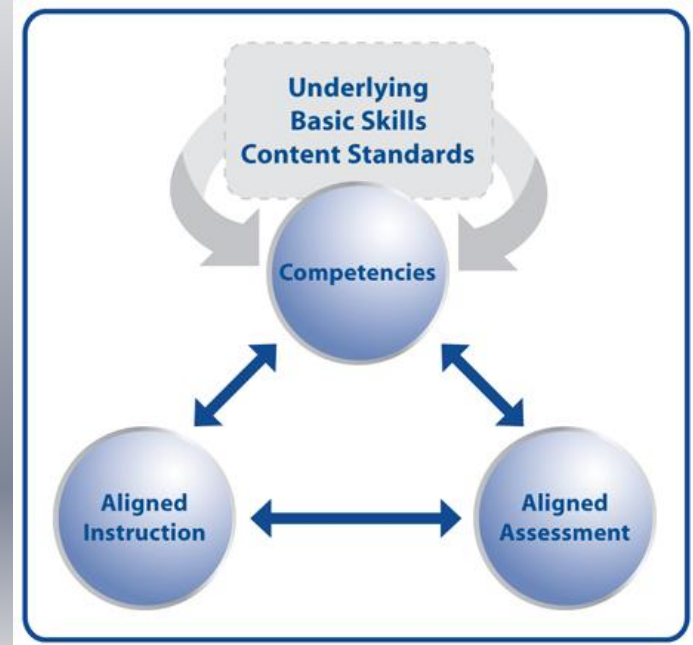 Underlying
Basic Skills
Content Standards
Competencies
Aligned
Instruction
Aligned
Assessment